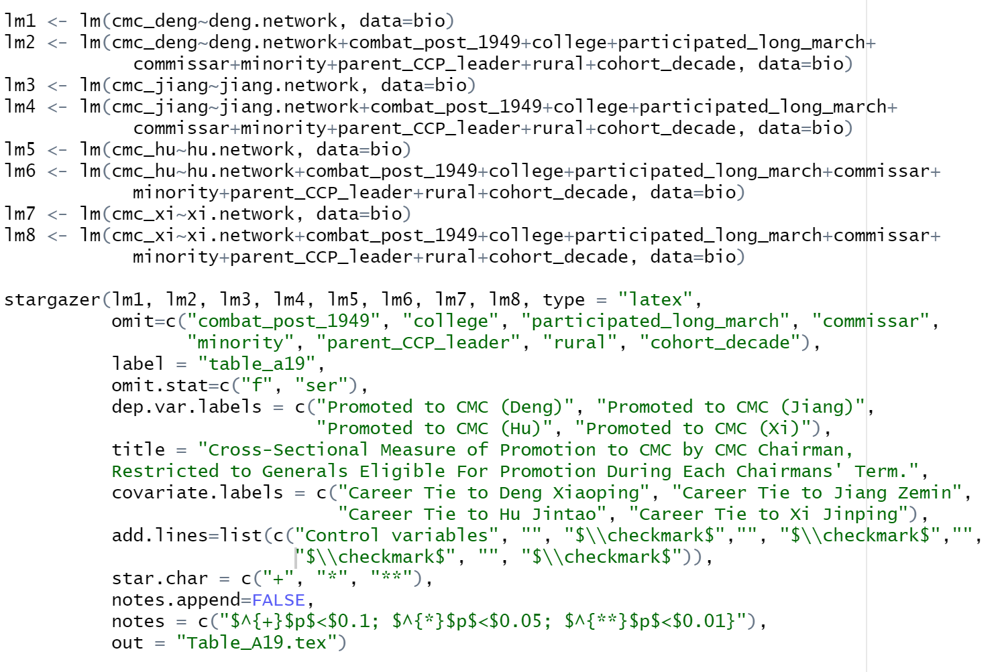 lm1 <- lm(cmc_deng~deng.network, data=bio)
lm2 <- lm(cmc_deng~deng.network+combat_post_1949+college+participated_long_march+
            commissar+minority+parent_CCP_leader+rural+cohort_decade, data=bio)
lm3 <- lm(cmc_jiang~jiang.network, data=bio)
lm4 <- lm(cmc_jiang~jiang.network+combat_post_1949+college+participated_long_march+
            commissar+minority+parent_CCP_leader+rural+cohort_decade, data=bio)
lm5 <- lm(cmc_hu~hu.network, data=bio)
lm6 <- lm(cmc_hu~hu.network+combat_post_1949+college+participated_long_march+commissar+
            minority+parent_CCP_leader+rural+cohort_decade, data=bio)
lm7 <- lm(cmc_xi~xi.network, data=bio)
lm8 <- lm(cmc_xi~xi.network+combat_post_1949+college+participated_long_march+commissar+
            minority+parent_CCP_leader+rural+cohort_decade, data=bio)

stargazer(lm1, lm2, lm3, lm4, lm5, lm6, lm7, lm8, type = "latex",
          omit=c("combat_post_1949", "college", "participated_long_march", "commissar",
                 "minority", "parent_CCP_leader", "rural", "cohort_decade"),
          label = "table_a19",
          omit.stat=c("f", "ser"),
          dep.var.labels = c("Promoted to CMC (Deng)", "Promoted to CMC (Jiang)",
                             "Promoted to CMC (Hu)", "Promoted to CMC (Xi)"),
          title = "Cross-Sectional Measure of Promotion to CMC by CMC Chairman,
          Restricted to Generals Eligible For Promotion During Each Chairmans' Term.",
          covariate.labels = c("Career Tie to Deng Xiaoping", "Career Tie to Jiang Zemin",
                               "Career Tie to Hu Jintao", "Career Tie to Xi Jinping"),
          add.lines=list(c("Control variables", "", "$\\checkmark$","", "$\\checkmark$","",
                           "$\\checkmark$", "", "$\\checkmark$")),
          star.char = c("+", "*", "**"),
          notes.append=FALSE,
          notes = c("$^{+}$p$<$0.1; $^{*}$p$<$0.05; $^{**}$p$<$0.01}"),
          out = "Table_A19.tex")